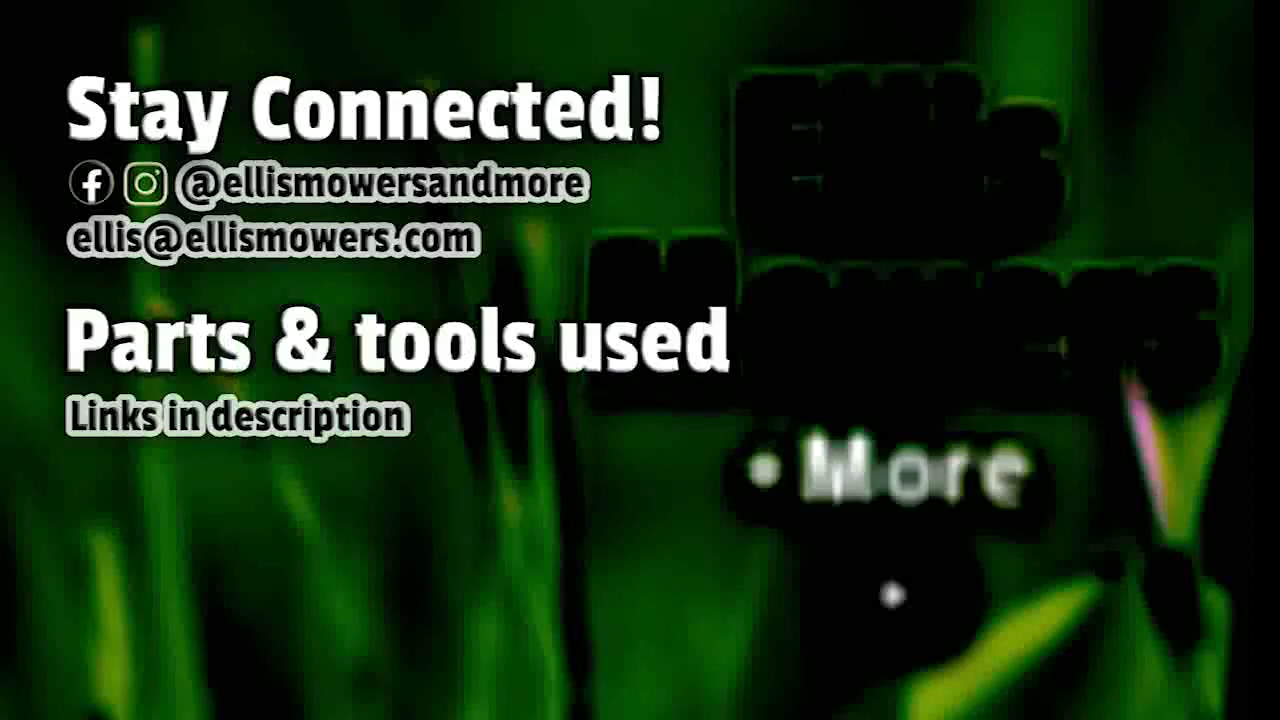 Stay Connected!
@ellismowersandmore
ellis@ellismowers.com
Parts & tools used
Links in description
More